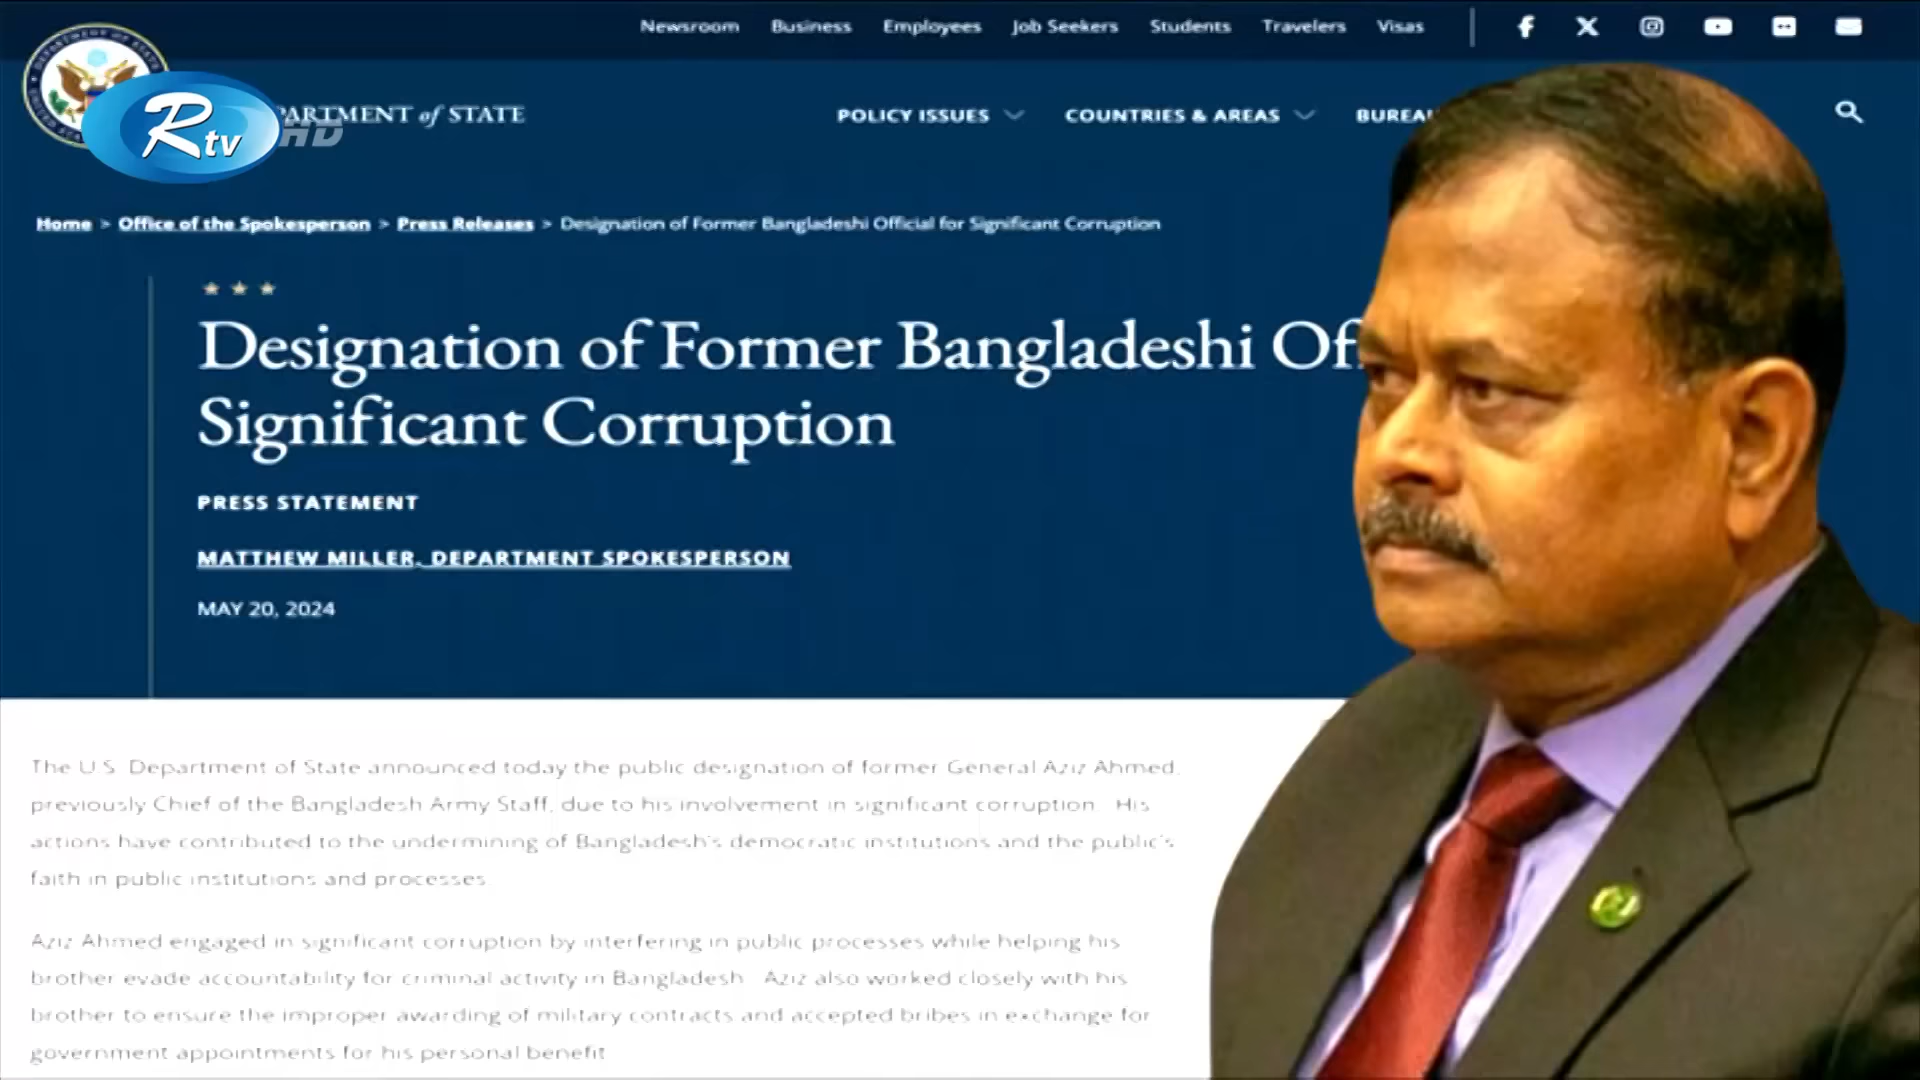 Newsroom Business Employees Job Seekers Students Travelers Visas
PARTMENT of STATE
POLICY ISSUES COUNTRIES & AREAS BUREAU
Rtv HD
Home > Office of the Spokesperson > Press Releases > Designation of Former Bangladeshi Official for Significant Corruption
Designation of Former Bangladeshi Of
Significant Corruption
PRESS STATEMENT
MATTHEW MILLER, DEPARTMENT SPOKESPERSON
MAY 20, 2024
The U.S. Department of State announced today the public designation of former General Aziz Ahmed,
previously Chief of the Bangladesh Army Staff, due to his involvement in significant corruption. His
actions have contributed to the undermining of Bangladesh's democratic institutions and the public's
faith in public institutions and processes.
Aziz Ahmed engaged in significant corruption by interfering in public processes while helping his
brother evade accountability for criminal activity in Bangladesh. Aziz also worked closely with his
brother to ensure the improper awarding of military contracts and accepted bribes in exchange for
government appointments for his personal benefit